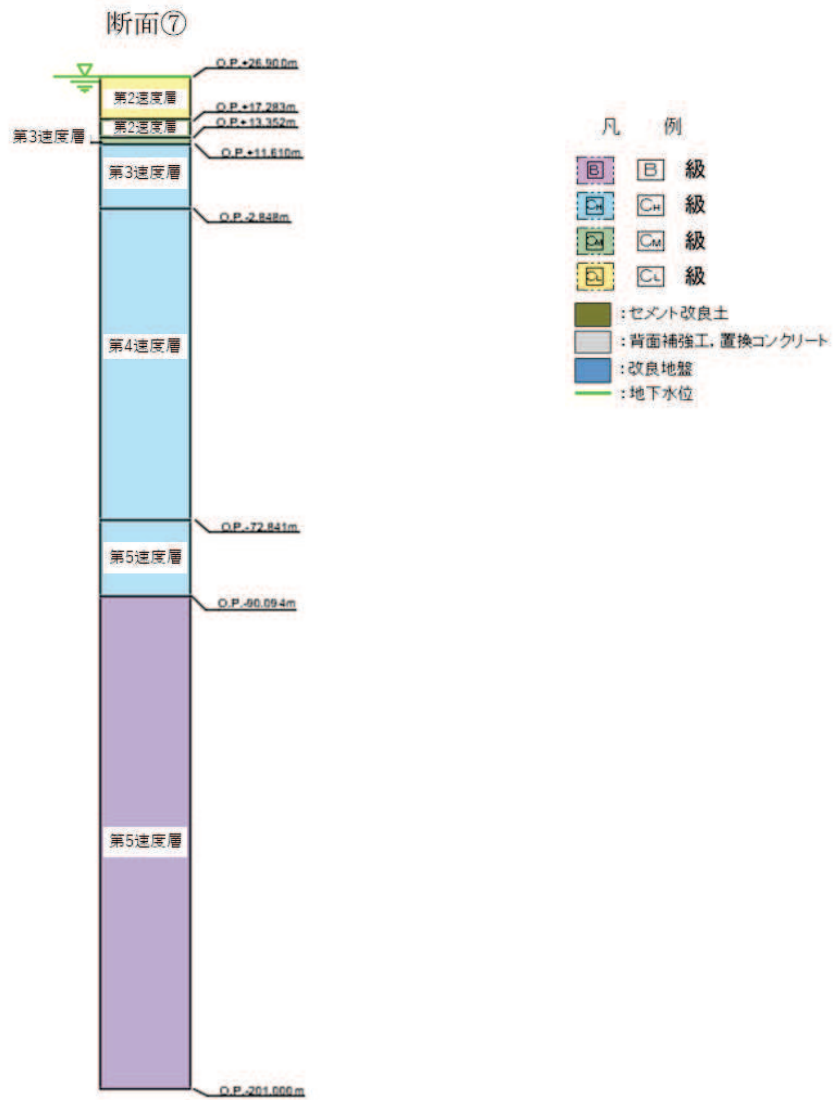 断面⑦
O.P.+26.900m
第2速度層
O.P.+17.283m
第2速度層
O.P.+13.352m
第3速度層
O.P.+11.610m
第3速度層
O.P.-2.848m
第4速度層
O.P.-72.841m
第5速度層
O.P.-90.094m
第5速度層
O.P.-201.000m
凡 例
B B 級
CH CH 級
CM CM 級
CL CL 級
：セメント改良土
：背面補強工，置換コンクリート
：改良地盤
：地下水位